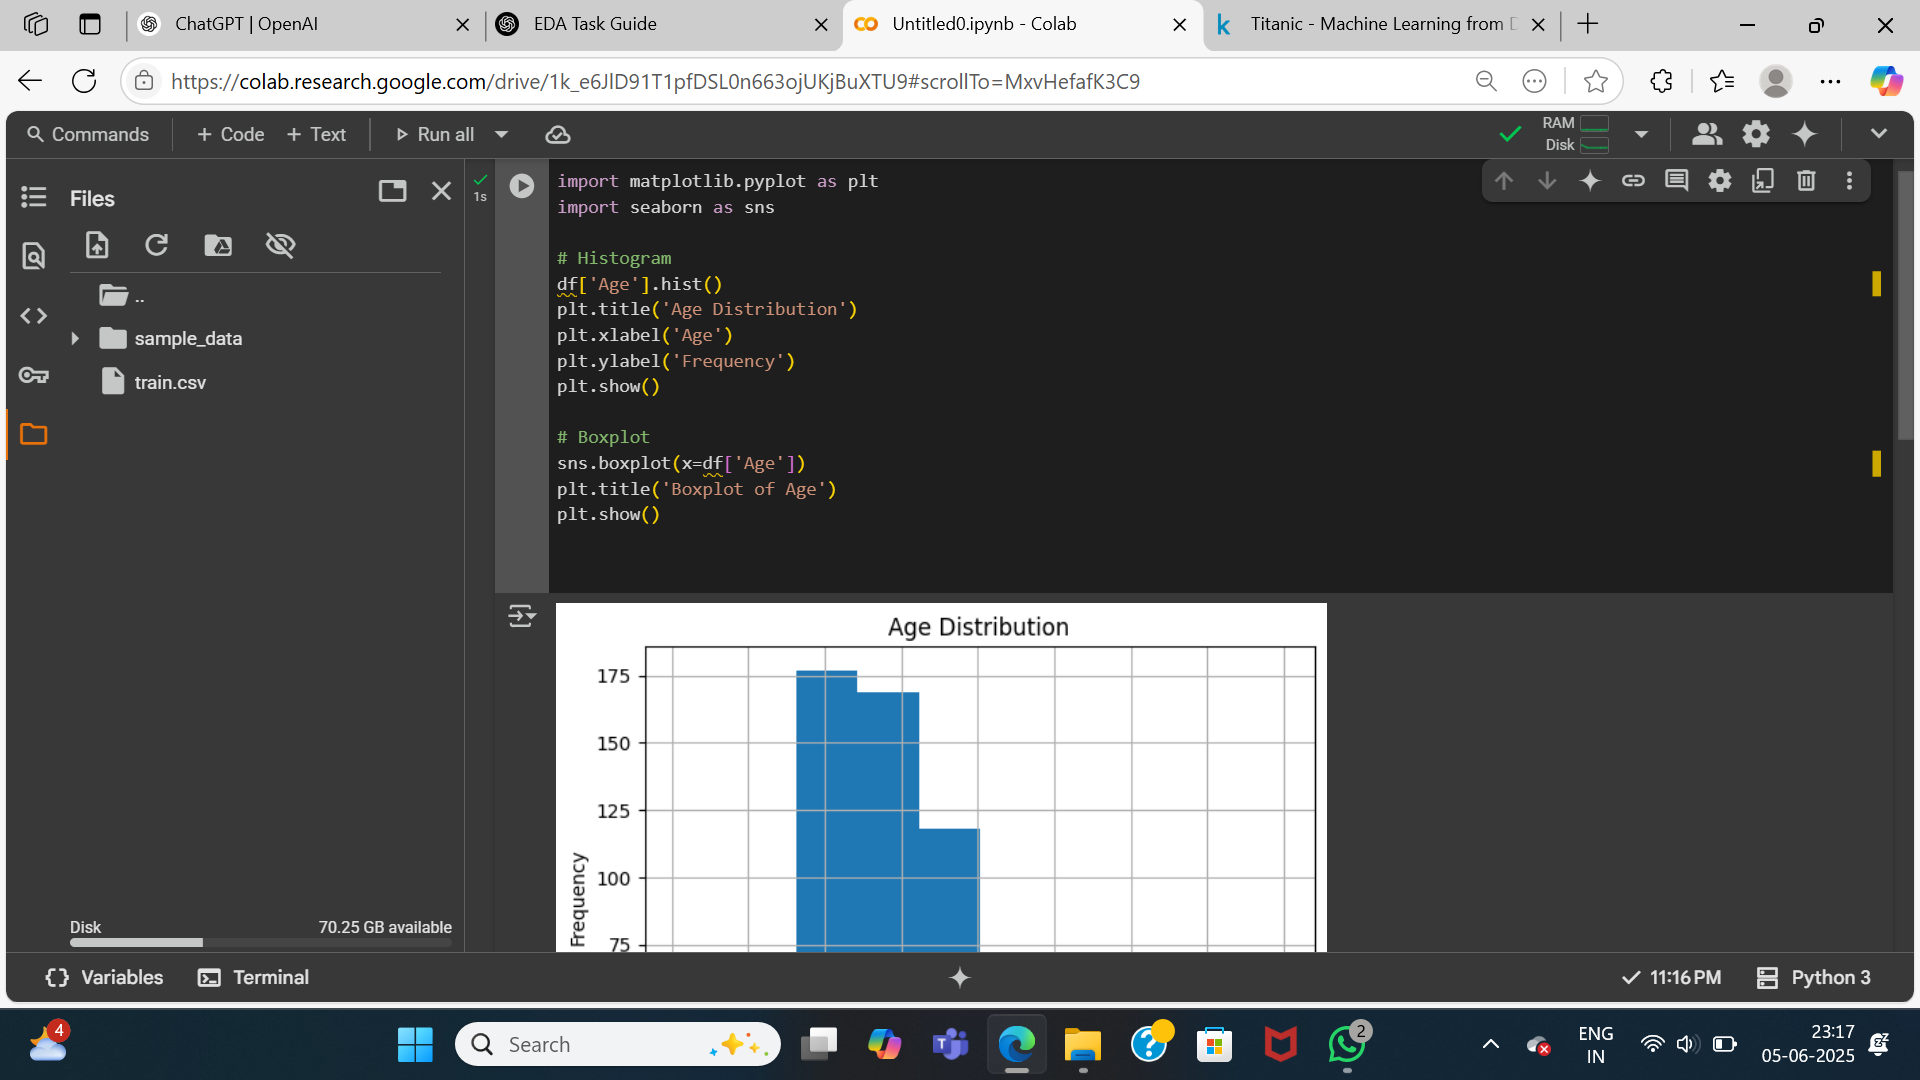 ChatGPT | OpenAI
EDA Task Guide
Untitled0.ipynb - Colab
Titanic - Machine Learning from D
https://colab.research.google.com/drive/1k_e6JlD91T1pfDSL0n663ojUKjBuXTU9#scrollTo=MxvHefafK3C9
Commands
+ Code
+ Text
Run all
RAM
Disk
Files
..
sample_data
train.csv
Disk
70.25 GB available
1s
import matplotlib.pyplot as plt
import seaborn as sns
# Histogram
df['Age'].hist()
plt.title('Age Distribution')
plt.xlabel('Age')
plt.ylabel('Frequency')
plt.show()
# Boxplot
sns.boxplot(x=df['Age'])
plt.title('Boxplot of Age')
plt.show()
Age Distribution
175
150
125
100
75
Frequency
Variables
Terminal
11:16 PM
Python 3
4
Search
2
ENG
IN
23:17
05-06-2025